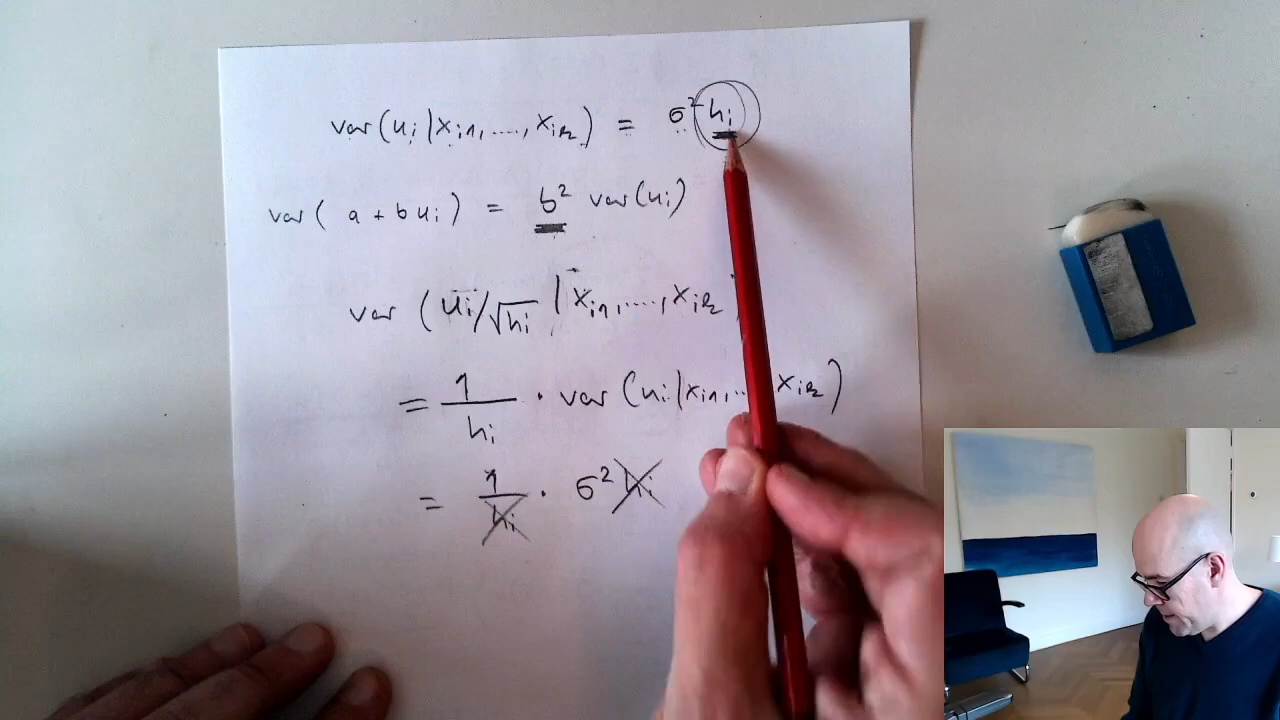 var(ui|xi1,....,xik) = σ²hi
var( a + b ui ) = b² var(ui)
var ( ui/√hi | xi1,....,xik )
= 1/hi · var (ui|xi1,... xik)
= 1/hi · σ²hi